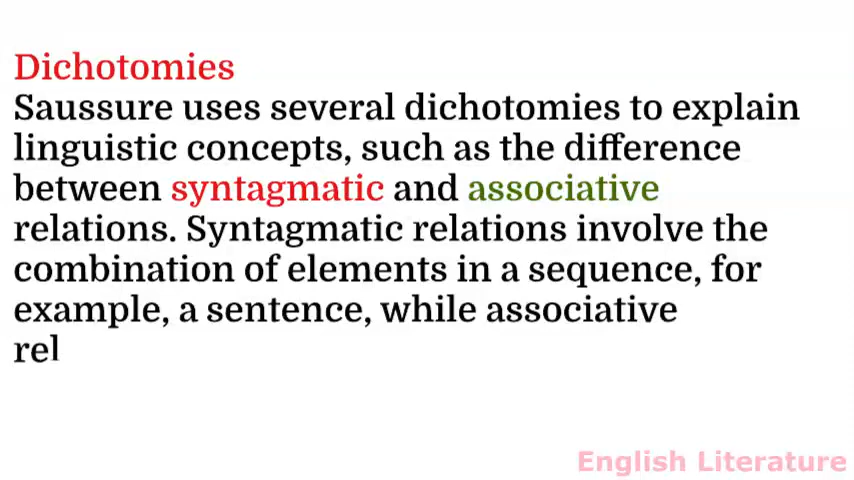 Dichotomies
Saussure uses several dichotomies to explain
linguistic concepts, such as the difference
between syntagmatic and associative
relations. Syntagmatic relations involve the
combination of elements in a sequence, for
example, a sentence, while associative
rel
English Literature